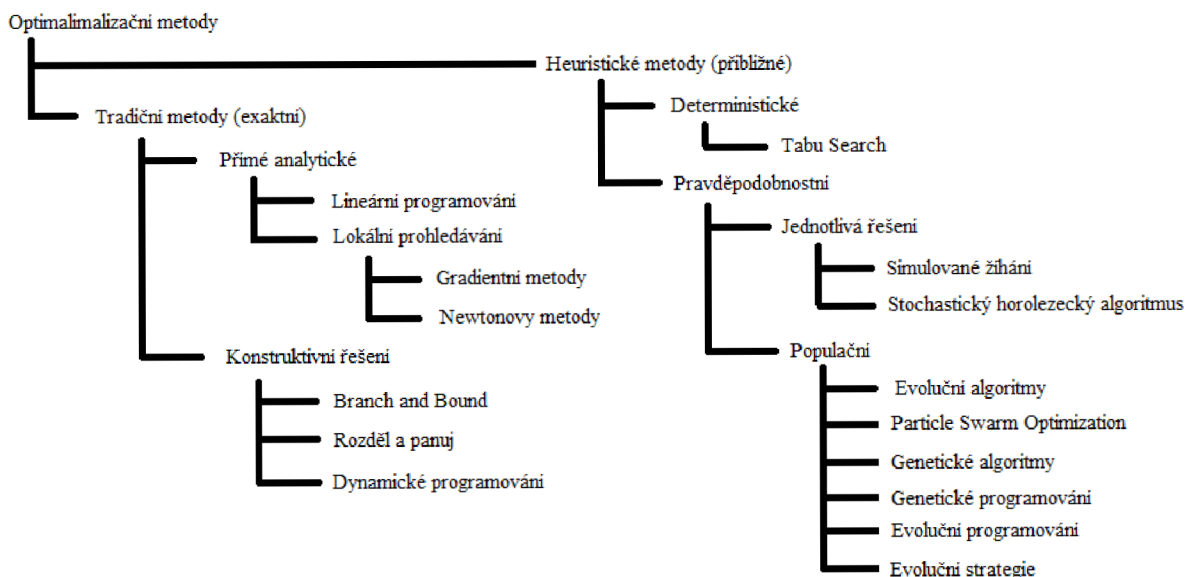 Optimalimalizační metody
Heuristické metody (přibližné)
Deterministické
Tradiční metody (exaktní)
Tabu Search
Přímé analytické
Pravděpodobnostní
Lineární programování
Jednotlivá řešení
Lokální prohledávání
Simulované žíhání
Gradientní metody
Stochastický horolezecký algoritmus
Newtonovy metody
Populační
Konstruktivní řešení
Evoluční algoritmy
Branch and Bound
Particle Swarm Optimization
Rozděl a panuj
Genetické algoritmy
Dynamické programování
Genetické programování
Evoluční programování
Evoluční strategie